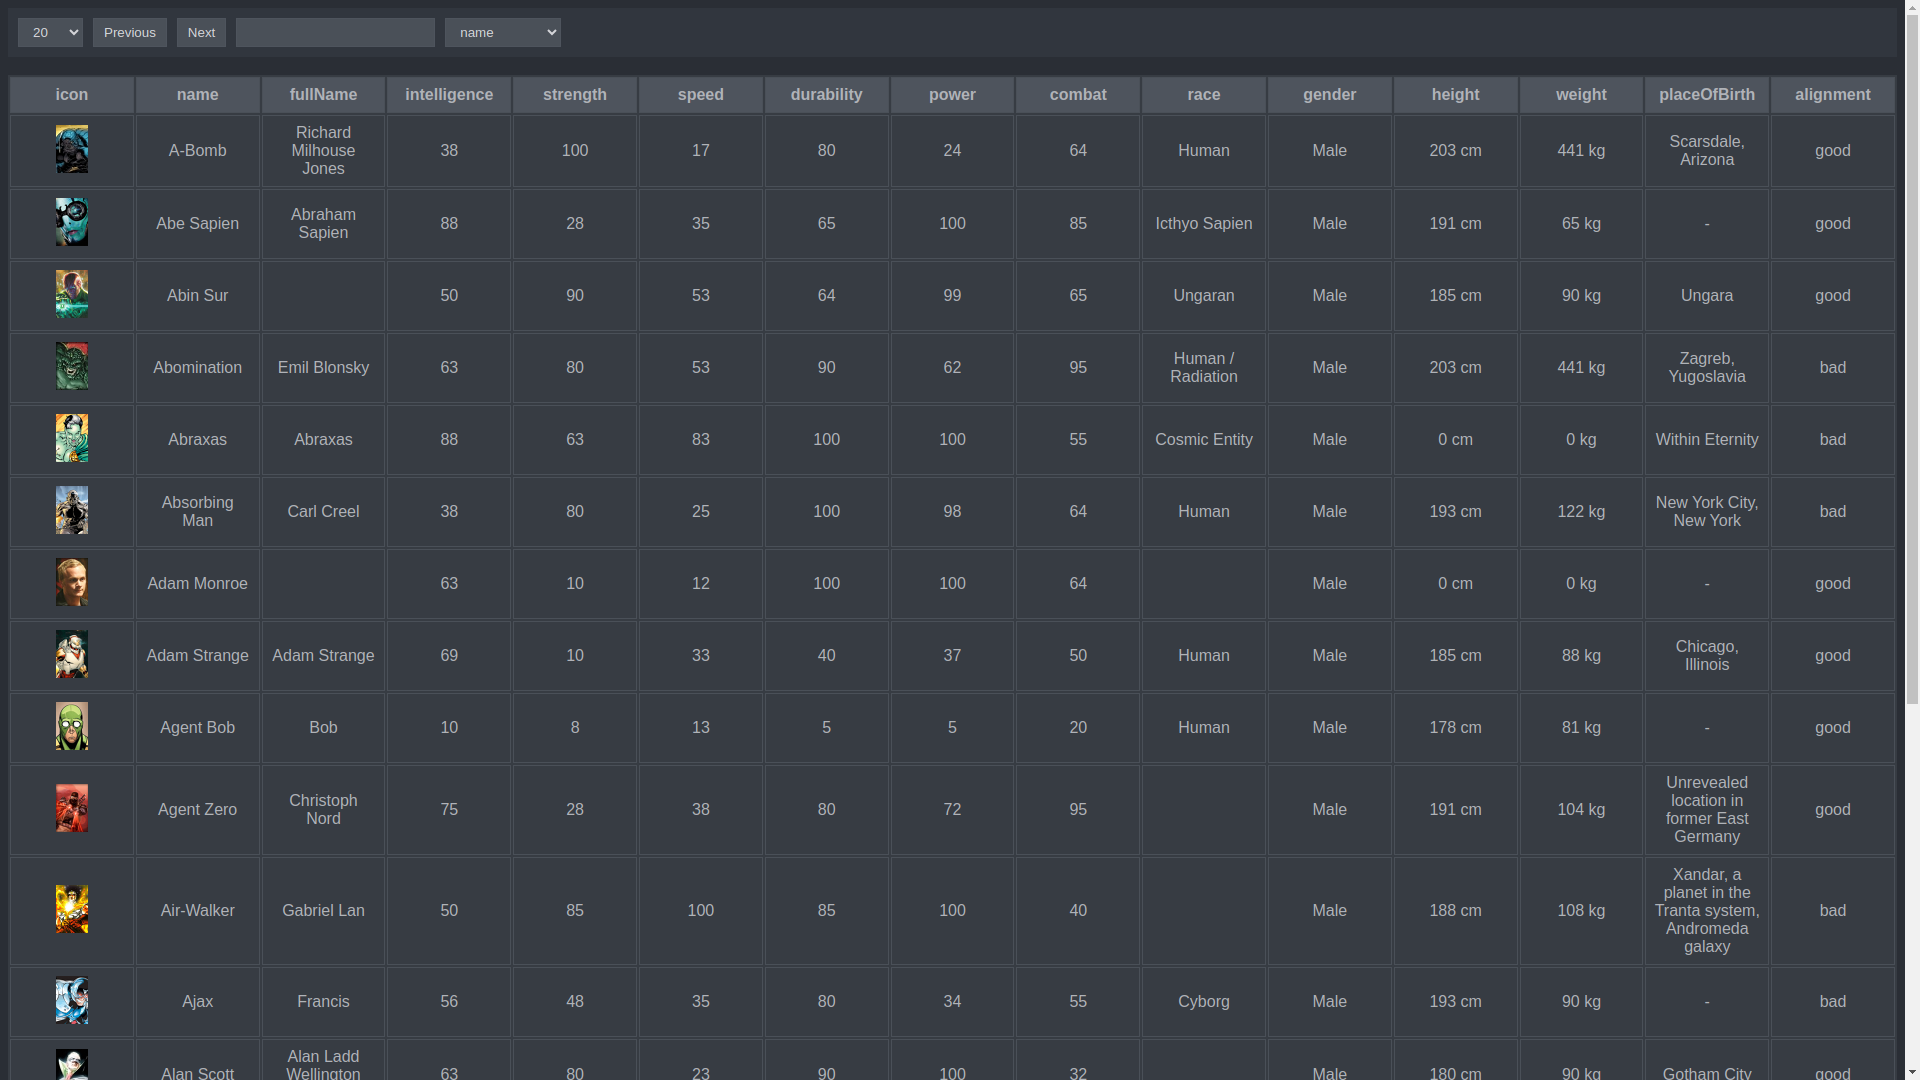 20 Previous Next name
icon name fullName intelligence strength speed durability power combat race gender height weight placeOfBirth alignment
A-Bomb Richard Milhouse Jones 38 100 17 80 24 64 Human Male 203 cm 441 kg Scarsdale, Arizona good
Abe Sapien Abraham Sapien 88 28 35 65 100 85 Icthyo Sapien Male 191 cm 65 kg - good
Abin Sur 50 90 53 64 99 65 Ungaran Male 185 cm 90 kg Ungara good
Abomination Emil Blonsky 63 80 53 90 62 95 Human / Radiation Male 203 cm 441 kg Zagreb, Yugoslavia bad
Abraxas Abraxas 88 63 83 100 100 55 Cosmic Entity Male 0 cm 0 kg Within Eternity bad
Absorbing Man Carl Creel 38 80 25 100 98 64 Human Male 193 cm 122 kg New York City, New York bad
Adam Monroe 63 10 12 100 100 64 Male 0 cm 0 kg - good
Adam Strange Adam Strange 69 10 33 40 37 50 Human Male 185 cm 88 kg Chicago, Illinois good
Agent Bob Bob 10 8 13 5 5 20 Human Male 178 cm 81 kg - good
Agent Zero Christoph Nord 75 28 38 80 72 95 Male 191 cm 104 kg Unrevealed location in former East Germany good
Air-Walker Gabriel Lan 50 85 100 85 100 40 Male 188 cm 108 kg Xandar, a planet in the Tranta system, Andromeda galaxy bad
Ajax Francis 56 48 35 80 34 55 Cyborg Male 193 cm 90 kg - bad
Alan Scott Alan Ladd Wellington 63 80 23 90 100 32 Male 180 cm 90 kg Gotham City good